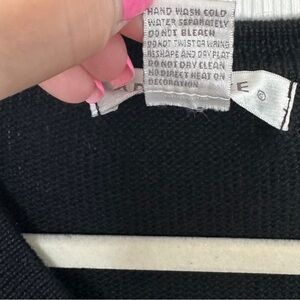 HAND WASH COLD
WATER SEPARATELY
DO NOT BLEACH
DO NOT TWIST OR WRING
RESHAPE AND DRY FLAT
DO NOT DRY CLEAN
NO DIRECT HEAT ON
DECORATION